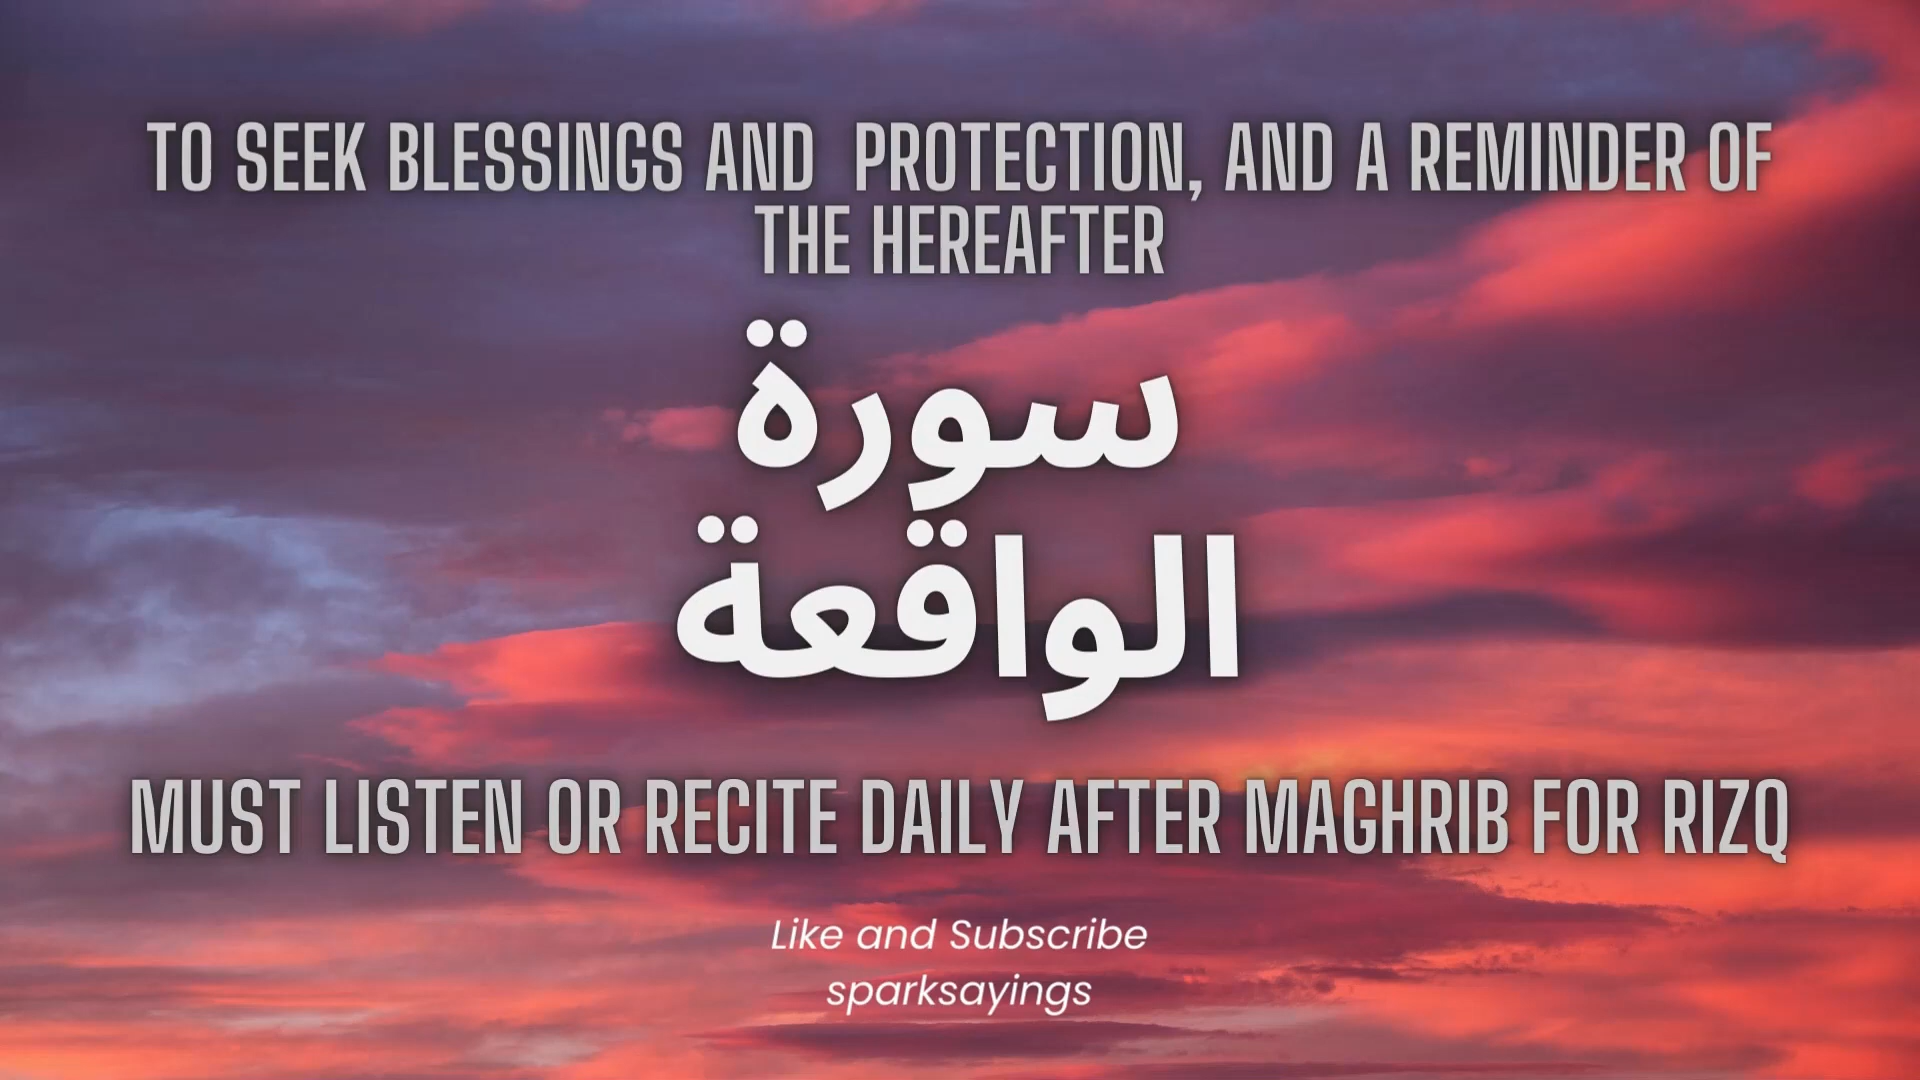 TO SEEK BLESSINGS AND  PROTECTION, AND A REMINDER OF
THE HEREAFTER
سورة
الواقعة
MUST LISTEN OR RECITE DAILY AFTER MAGHRIB FOR RIZQ
Like and Subscribe
sparksayings